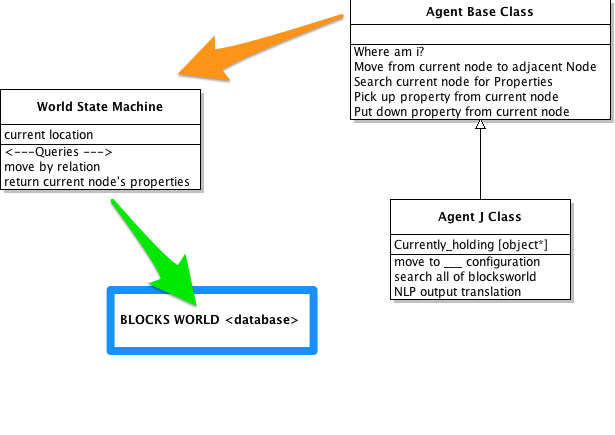 Agent Base Class
Where am i?
Move from current node to adjacent Node
Search current node for Properties
Pick up property from current node
Put down property from current node
World State Machine
current location
<---Queries --->
move by relation
return current node's properties
Agent J Class
Currently_holding [object*]
move to ___ configuration
search all of blocksworld
NLP output translation
BLOCKS WORLD <database>